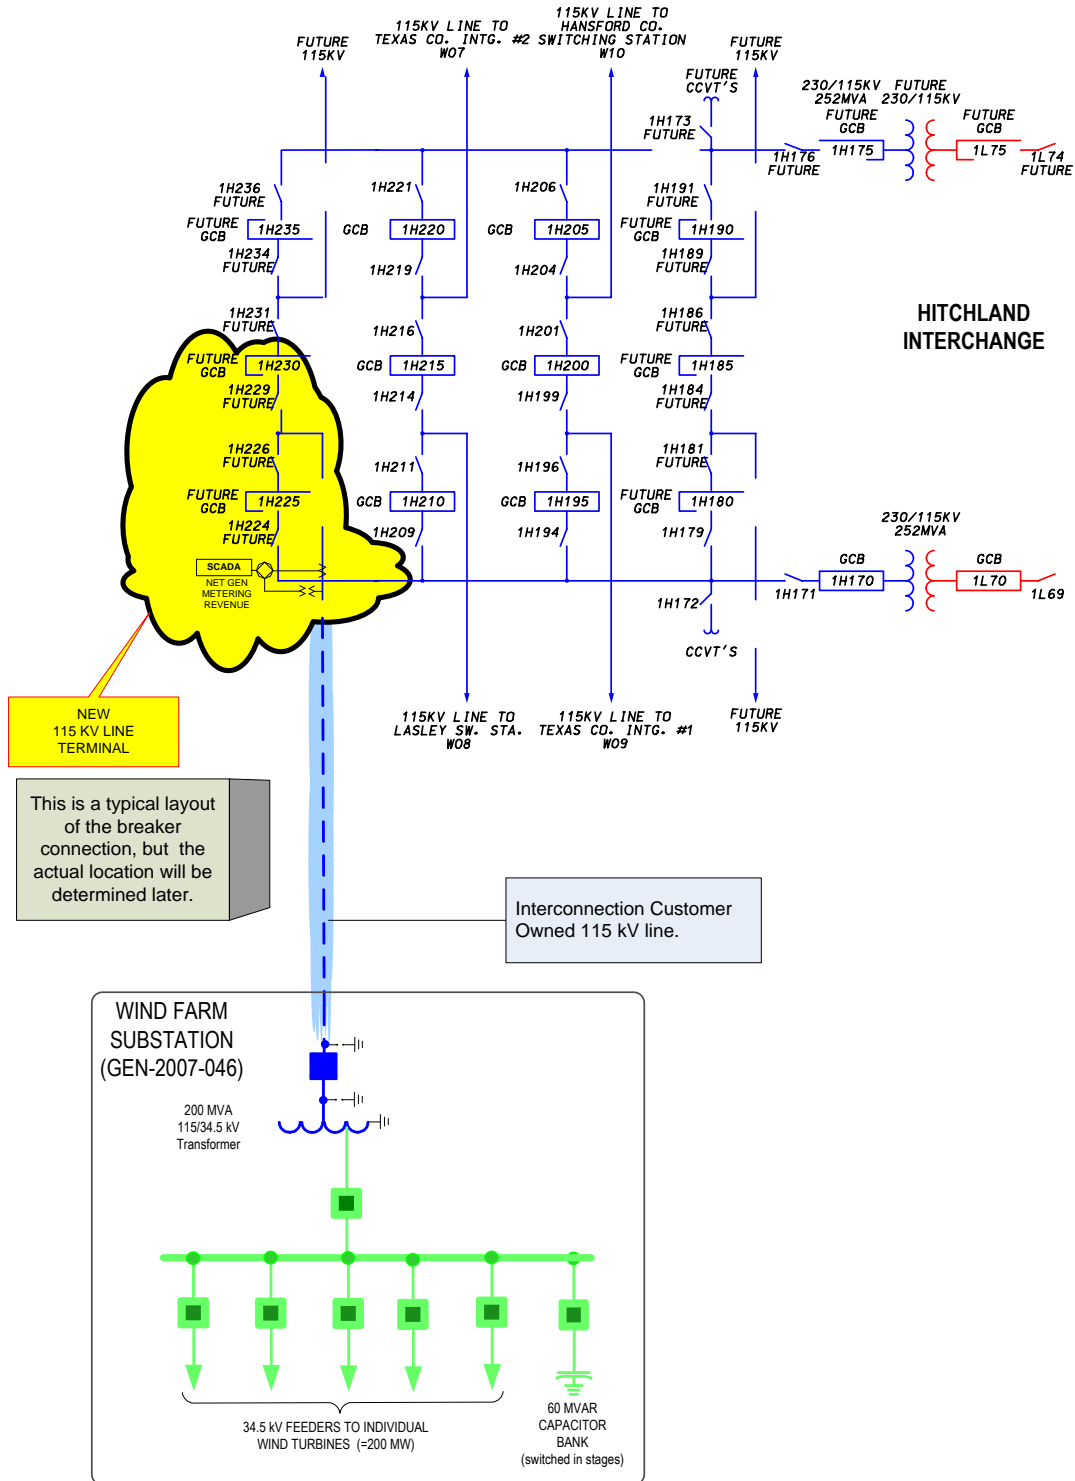 115KV LINE TO
TEXAS CO. INTG. #2
W07
115KV LINE TO
HANSFORD CO.
SWITCHING STATION
W10
FUTURE
115KV
FUTURE
115KV
FUTURE
CCVT'S
1H173
FUTURE
230/115KV
252MVA
FUTURE
GCB
1H175
1H176
FUTURE
FUTURE
230/115KV
FUTURE
GCB
1L75
1L74
FUTURE
1H236
FUTURE
FUTURE
GCB
1H235
1H234
FUTURE
1H231
FUTURE
FUTURE
GCB
1H230
1H229
FUTURE
1H226
FUTURE
FUTURE
GCB
1H225
1H224
FUTURE
1H221
GCB
1H220
1H219
1H216
GCB
1H215
1H214
1H211
GCB
1H210
1H209
1H206
GCB
1H205
1H204
1H201
GCB
1H200
1H199
1H196
GCB
1H195
1H194
1H191
FUTURE
FUTURE
GCB
1H190
1H189
FUTURE
1H186
FUTURE
FUTURE
GCB
1H185
1H184
FUTURE
1H181
FUTURE
FUTURE
GCB
1H180
1H179
HITCHLAND
INTERCHANGE
230/115KV
252MVA
GCB
1H170
1H171
GCB
1L70
1L69
1H172
CCVT'S
SCADA
NET GEN
METERING
REVENUE
115KV LINE TO
LASLEY SW. STA.
W08
115KV LINE TO
TEXAS CO. INTG. #1
W09
FUTURE
115KV
NEW
115 KV LINE
TERMINAL
This is a typical layout
of the breaker
connection, but the
actual location will be
determined later.
Interconnection Customer
Owned 115 kV line.
WIND FARM
SUBSTATION
(GEN-2007-046)
200 MVA
115/34.5 kV
Transformer
34.5 kV FEEDERS TO INDIVIDUAL
WIND TURBINES (=200 MW)
60 MVAR
CAPACITOR
BANK
(switched in stages)